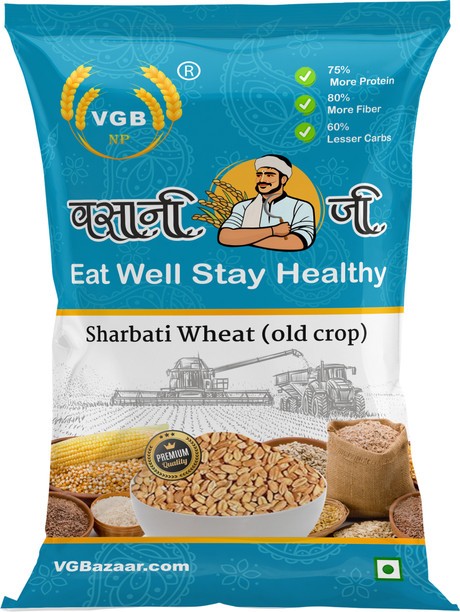 ®
VGB
NP
75%
More Protein
80%
More Fiber
60%
Lesser Carbs
वसानी जी
Eat Well Stay Healthy
Sharbati Wheat (old crop)
PREMIUM
Quality
VGBazaar.com